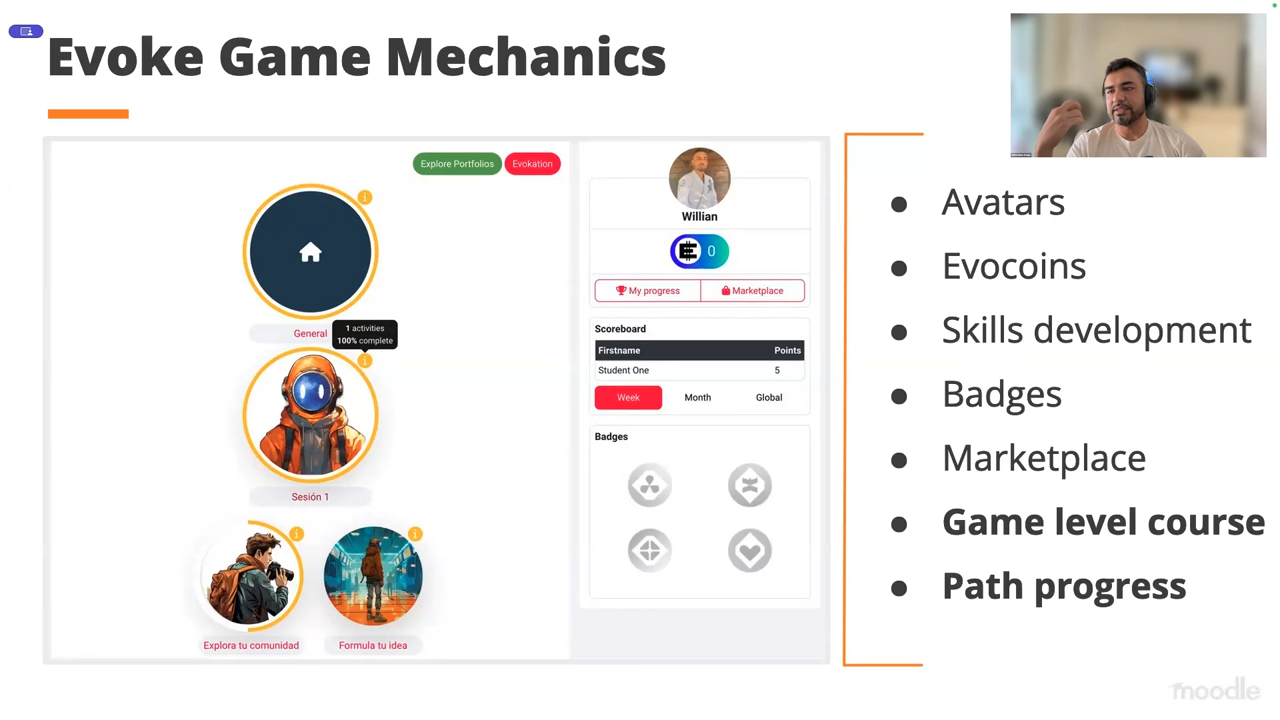 Evoke Game Mechanics
Explore Portfolios
Evokation
General
1 activities
100% complete
Sesión 1
Explora tu comunidad
Formula tu idea
Willian
0
My progress
Marketplace
Scoreboard
Firstname Points
Student One 5
Week Month Global
Badges
● Avatars
● Evocoins
● Skills development
● Badges
● Marketplace
● Game level course
● Path progress
moodle